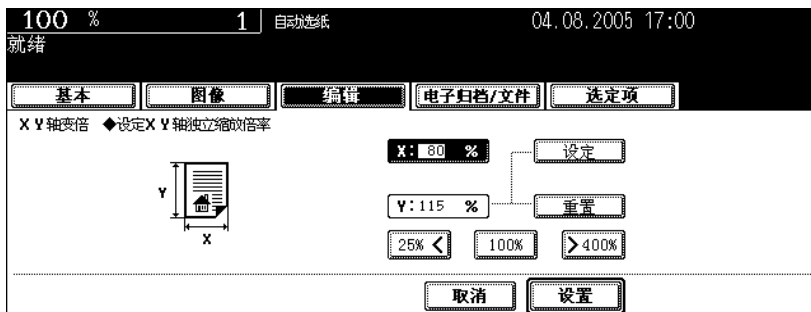 100 % 1 自动选纸 04.08.2005 17:00
就绪
基本 图像 编辑 电子归档/文件 选定项
X Y 轴变倍 ◆设定X Y 轴独立缩放倍率
X: 80 % 设定
Y
Y:115 % 重置
X
25% < 100% >400%
取消 设置